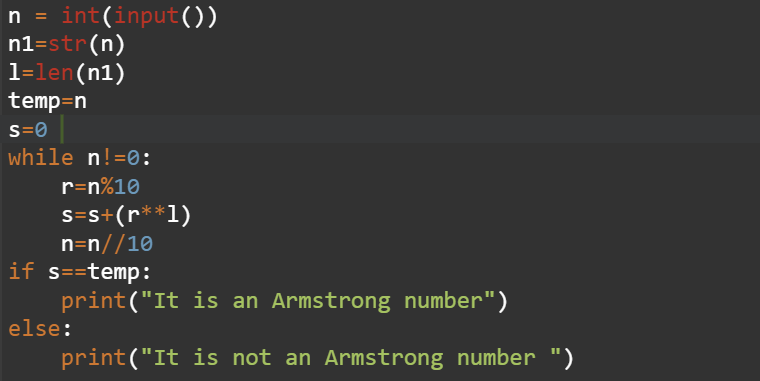 n = int(input())
n1=str(n)
l=len(n1)
temp=n
s=0
while n!=0:
    r=n%10
    s=s+(r**l)
    n=n//10
if s==temp:
    print("It is an Armstrong number")
else:
    print("It is not an Armstrong number ")